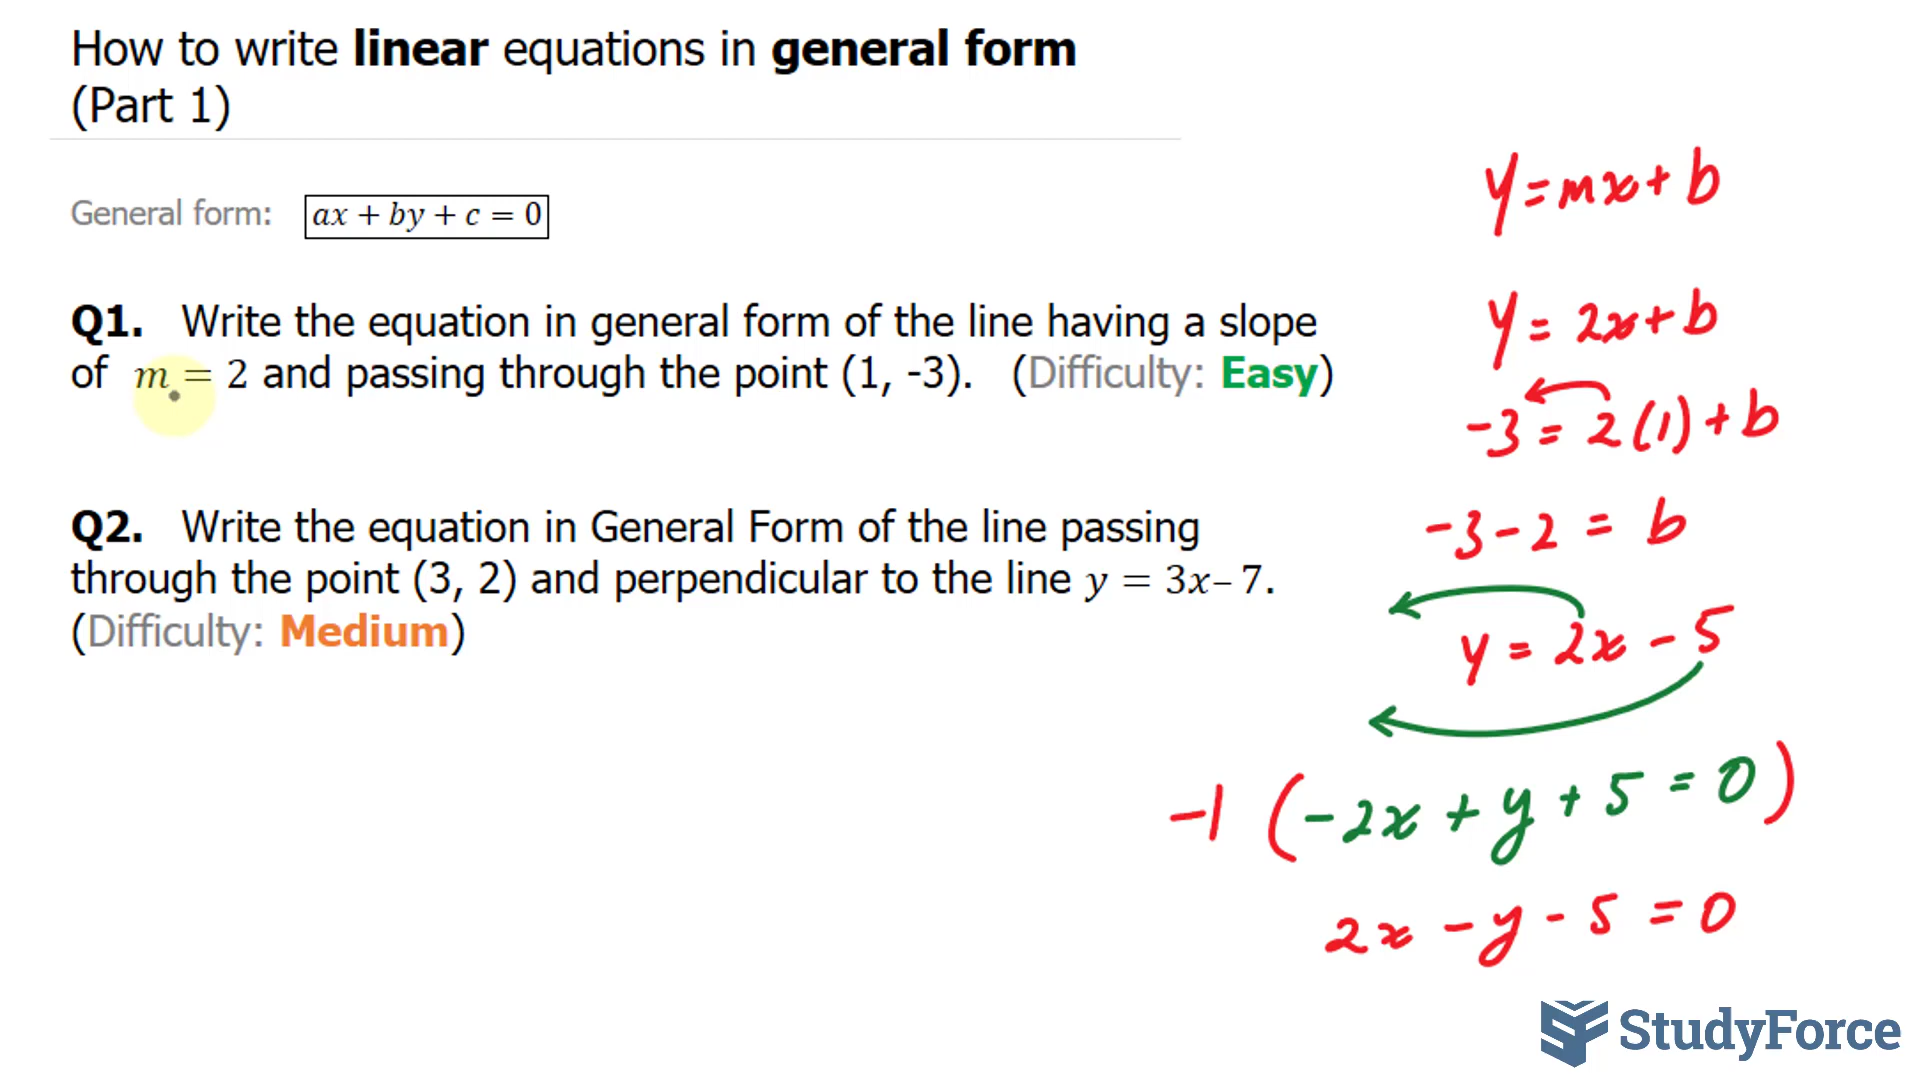 How to write linear equations in general form
(Part 1)
General form: ax + by + c = 0
Q1. Write the equation in general form of the line having a slope
of m = 2 and passing through the point (1, -3). (Difficulty: Easy)
Q2. Write the equation in General Form of the line passing
through the point (3, 2) and perpendicular to the line y = 3x– 7.
(Difficulty: Medium)
y = mx + b
y = 2x + b
-3 = 2(1) + b
-3 - 2 = b
y = 2x - 5
-1 (-2x + y + 5 = 0)
2x - y - 5 = 0
StudyForce